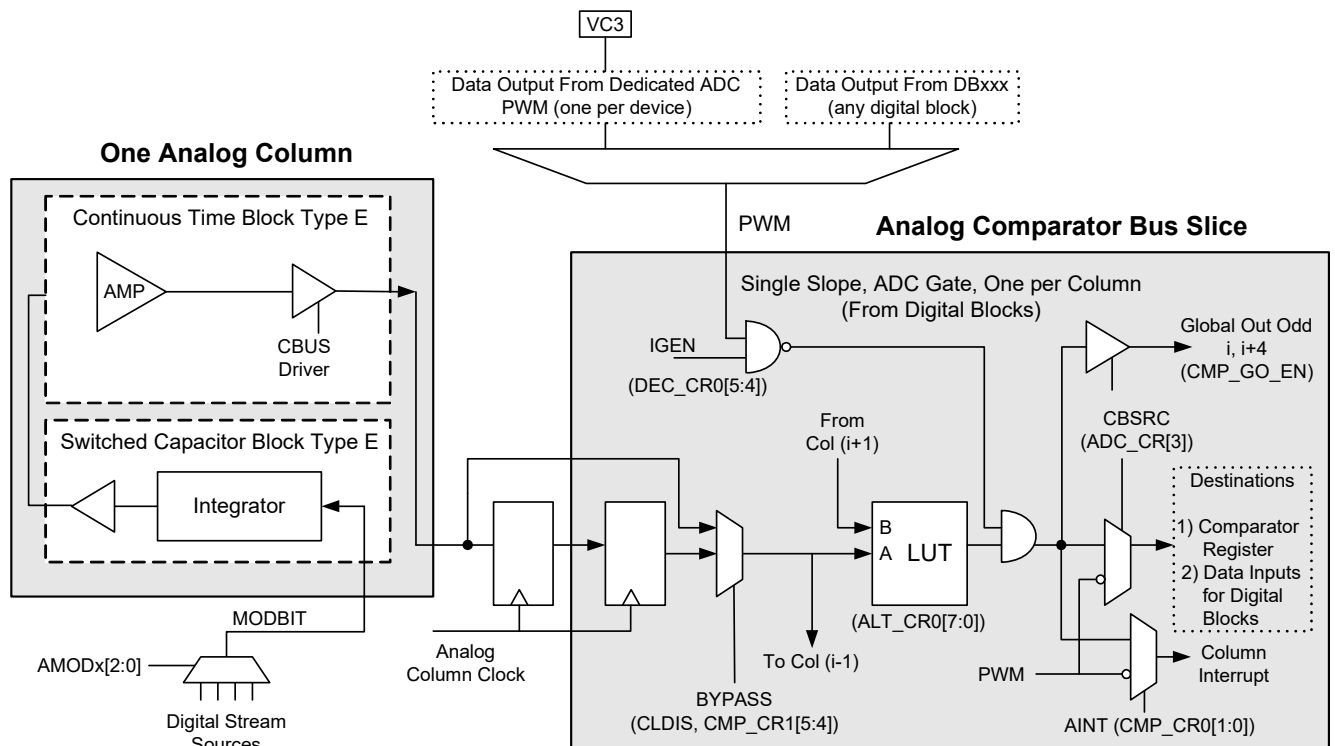 VC3
Data Output From Dedicated ADC
PWM (one per device)
Data Output From DBxxx
(any digital block)
One Analog Column
Continuous Time Block Type E
AMP
CBUS
Driver
Switched Capacitor Block Type E
Integrator
MODBIT
AMODx[2:0]
Digital Stream
Sources
Analog
Column Clock
PWM
Analog Comparator Bus Slice
Single Slope, ADC Gate, One per Column
(From Digital Blocks)
IGEN
(DEC_CR0[5:4])
From
Col (i+1)
B
A
LUT
(ALT_CR0[7:0])
To Col (i-1)
BYPASS
(CLDIS, CMP_CR1[5:4])
Global Out Odd
i, i+4
(CMP_GO_EN)
CBSRC
(ADC_CR[3])
Destinations
1) Comparator
Register
2) Data Inputs
for Digital
Blocks
PWM
Column
Interrupt
AINT (CMP_CR0[1:0])